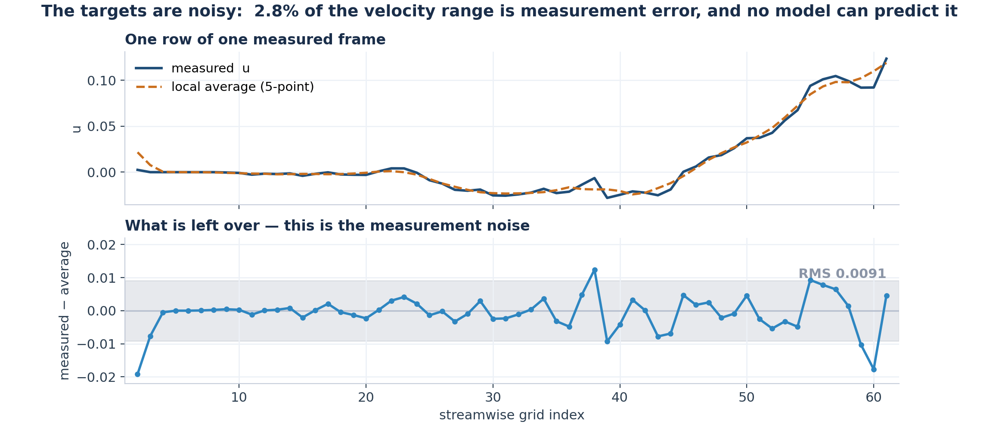 The targets are noisy:  2.8% of the velocity range is measurement error, and no model can predict it
One row of one measured frame
measured  u
local average (5-point)
u
0.10
0.05
0.00
What is left over — this is the measurement noise
measured − average
0.02
0.01
0.00
−0.01
−0.02
RMS 0.0091
10 20 30 40 50 60
streamwise grid index